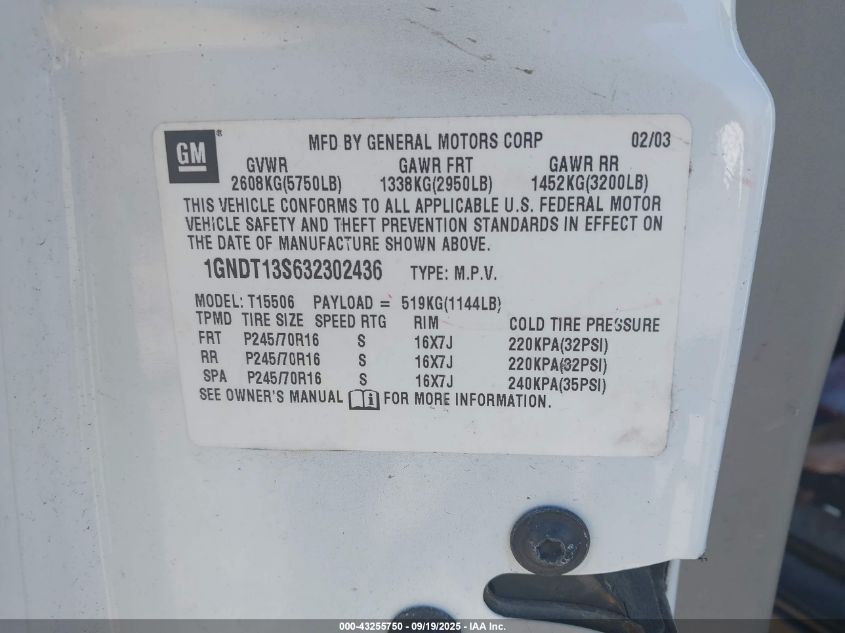 GM ® MFD BY GENERAL MOTORS CORP 02/03
GVWR GAWR FRT GAWR RR
2608KG(5750LB) 1338KG(2950LB) 1452KG(3200LB)
THIS VEHICLE CONFORMS TO ALL APPLICABLE U.S. FEDERAL MOTOR
VEHICLE SAFETY AND THEFT PREVENTION STANDARDS IN EFFECT ON
THE DATE OF MANUFACTURE SHOWN ABOVE.
1GNDT13S632302436 TYPE: M.P.V.
MODEL: T15506 PAYLOAD = 519KG(1144LB)
TPMD TIRE SIZE SPEED RTG RIM COLD TIRE PRESSURE
FRT P245/70R16 S 16X7J 220KPA(32PSI)
RR P245/70R16 S 16X7J 220KPA(32PSI)
SPA P245/70R16 S 16X7J 240KPA(35PSI)
SEE OWNER'S MANUAL i FOR MORE INFORMATION.
000-43255750 - 09/19/2025 - IAA Inc.